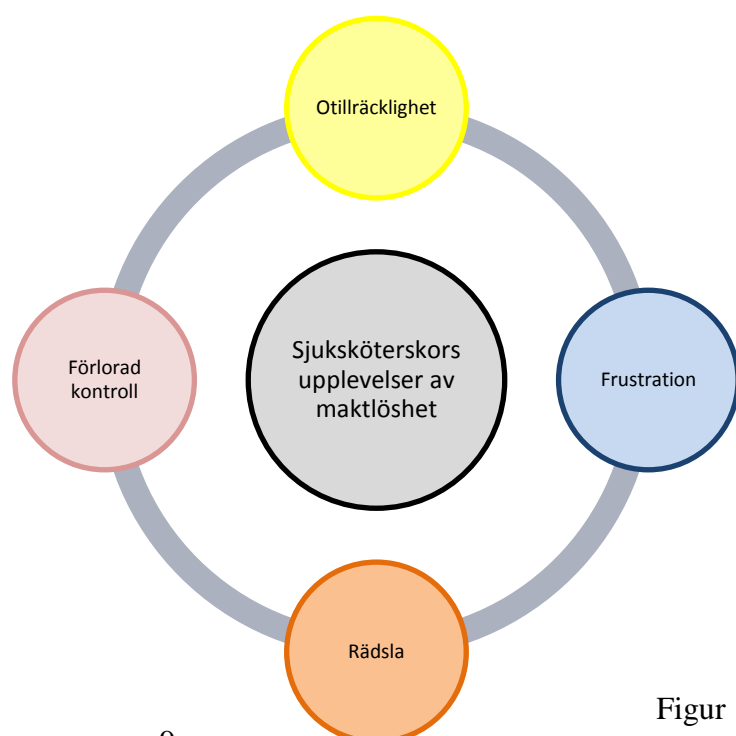 Otillräcklighet
Förlorad
kontroll
Sjuksköterskors
upplevelser av
maktlöshet
Frustration
Rädsla
Figur